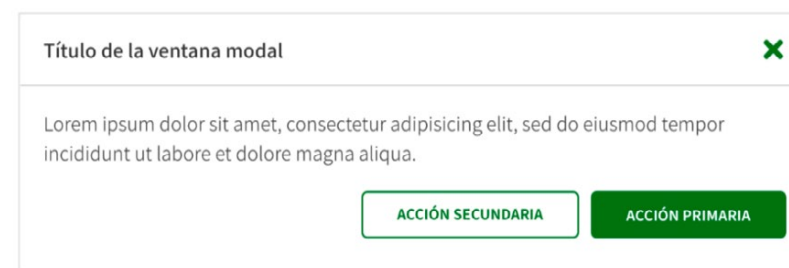 Título de la ventana modal
Lorem ipsum dolor sit amet, consectetur adipisicing elit, sed do eiusmod tempor
incididunt ut labore et dolore magna aliqua.
ACCIÓN SECUNDARIA
ACCIÓN PRIMARIA